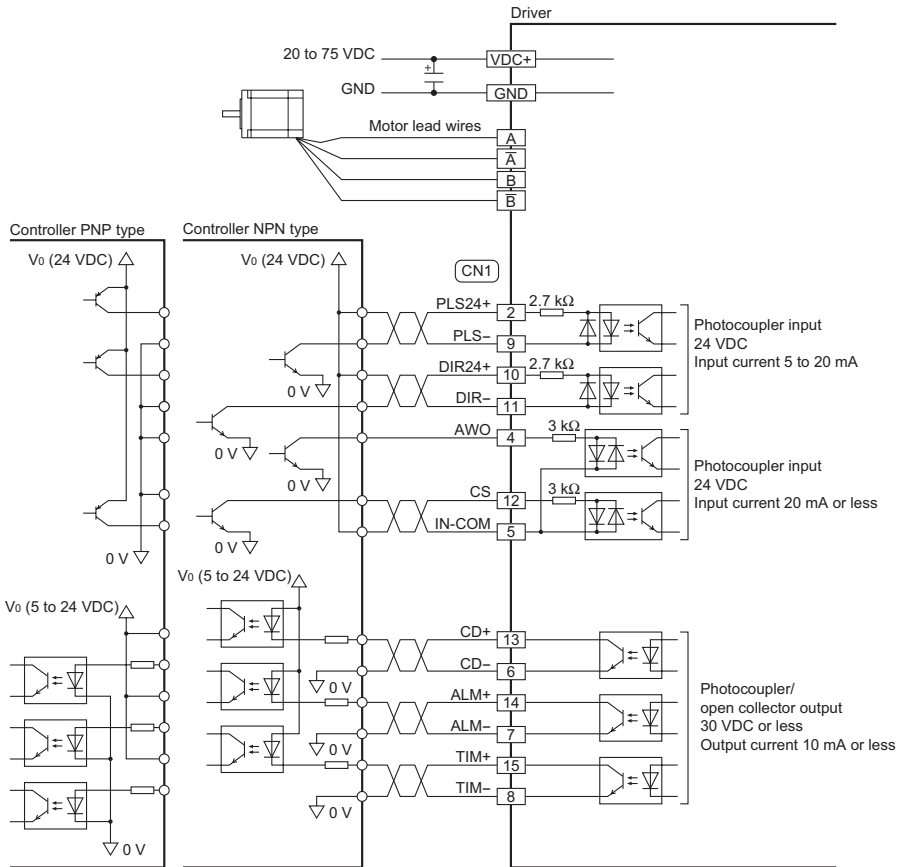 Driver
20 to 75 VDC
VDC+
+
GND
GND
Motor lead wires
A
A̅
B
B̅
Controller PNP type
Controller NPN type
V0 (24 VDC)
V0 (24 VDC)
CN1
PLS24+
2
2.7 kΩ
PLS−
9
Photocoupler input
24 VDC
Input current 5 to 20 mA
0 V
DIR24+
10
2.7 kΩ
DIR−
11
0 V
AWO
4
3 kΩ
0 V
Photocoupler input
24 VDC
Input current 20 mA or less
CS
12
3 kΩ
IN-COM
5
0 V
0 V
V0 (5 to 24 VDC)
V0 (5 to 24 VDC)
CD+
13
CD−
6
0 V
ALM+
14
ALM−
7
0 V
Photocoupler/
open collector output
30 VDC or less
Output current 10 mA or less
TIM+
15
TIM−
8
0 V
0 V